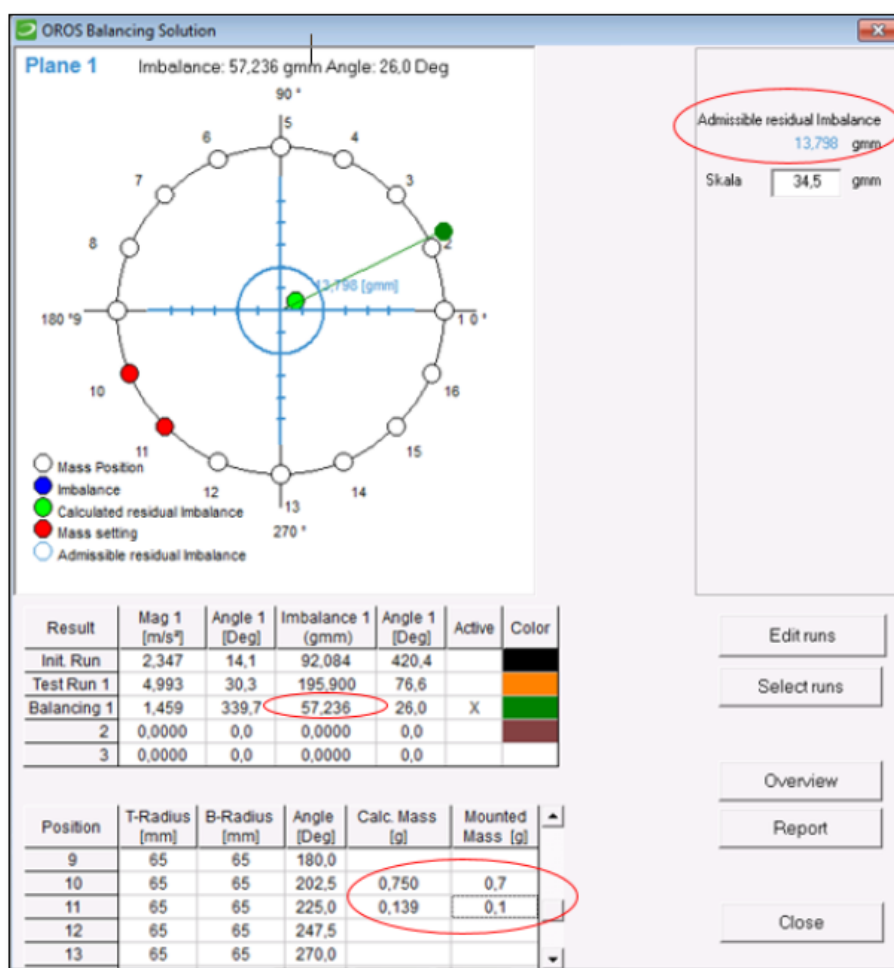 OROS Balancing Solution
Plane 1 Imbalance: 57,236 gmm Angle: 26,0 Deg
90 °
5
6 4
7 3
8 2
13,798 [gmm]
180 °9 1 0 °
10 16
11 15
12 14
13
270 °
Mass Position
Imbalance
Calculated residual Imbalance
Mass setting
Admissible residual Imbalance
Admissible residual Imbalance
13,798 gmm
Skala 34,5 gmm
Result Mag 1 [m/s²] Angle 1 [Deg] Imbalance 1 (gmm) Angle 1 [Deg] Active Color
Init. Run 2,347 14,1 92,084 420,4
Test Run 1 4,993 30,3 195,900 76,6
Balancing 1 1,459 339,7 57,236 26,0 X
2 0,0000 0,0 0,0000 0,0
3 0,0000 0,0 0,0000 0,0
Position T-Radius [mm] B-Radius [mm] Angle [Deg] Calc. Mass [g] Mounted Mass [g]
9 65 65 180,0
10 65 65 202,5 0,750 0,7
11 65 65 225,0 0,139 0,1
12 65 65 247,5
13 65 65 270,0
Edit runs
Select runs
Overview
Report
Close